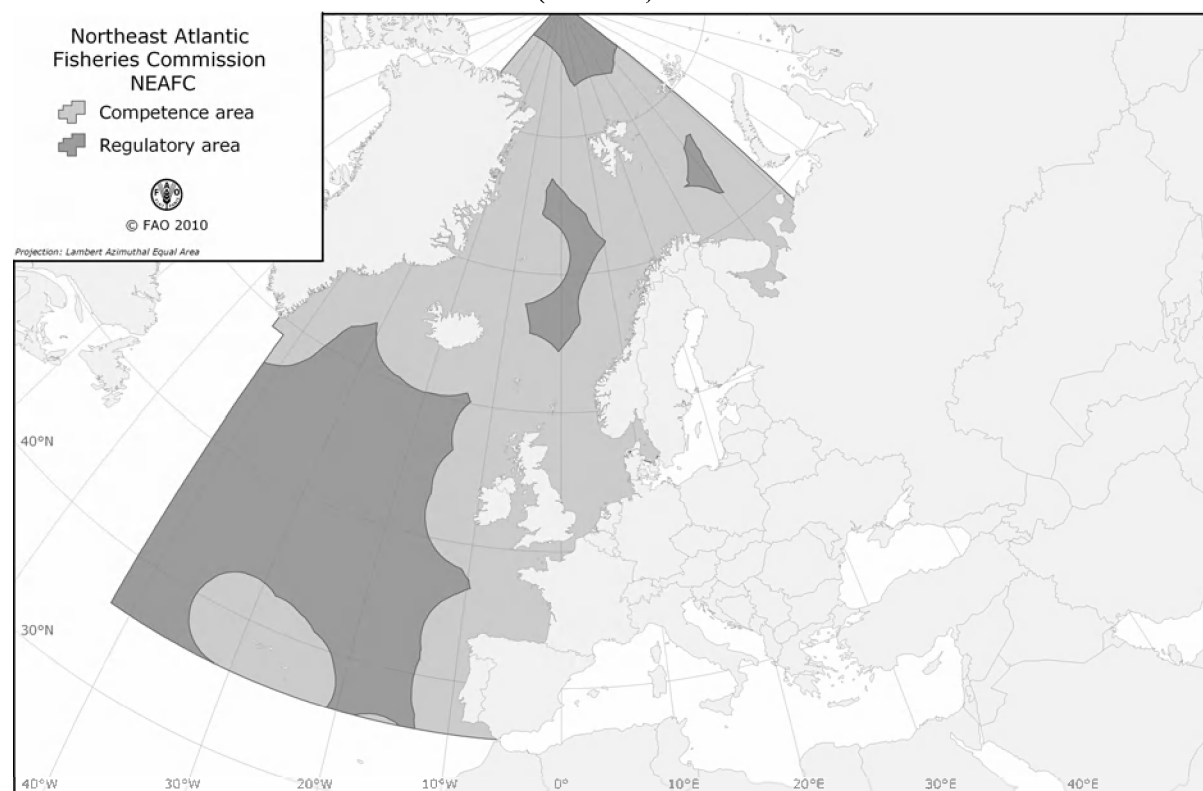 Northeast Atlantic
Fisheries Commission
NEAFC
Competence area
Regulatory area
FAO
© FAO 2010
Projection: Lambert Azimuthal Equal Area
40°N
30°N
40°W
30°W
20°W
10°W
0°
10°E
20°E
30°E
40°E